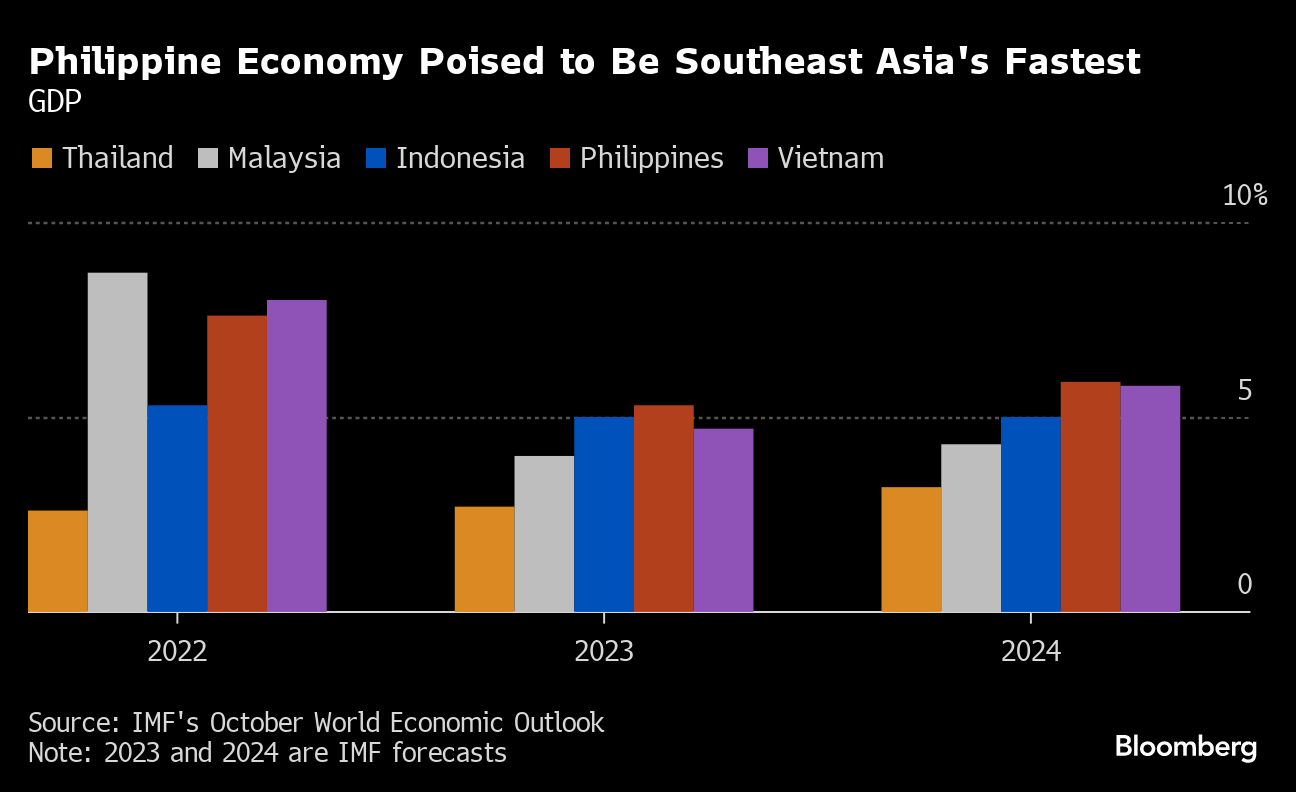 Philippine Economy Poised to Be Southeast Asia's Fastest
GDP
Thailand Malaysia Indonesia Philippines Vietnam
10%
5
0
2022 2023 2024
Source: IMF's October World Economic Outlook
Note: 2023 and 2024 are IMF forecasts
Bloomberg